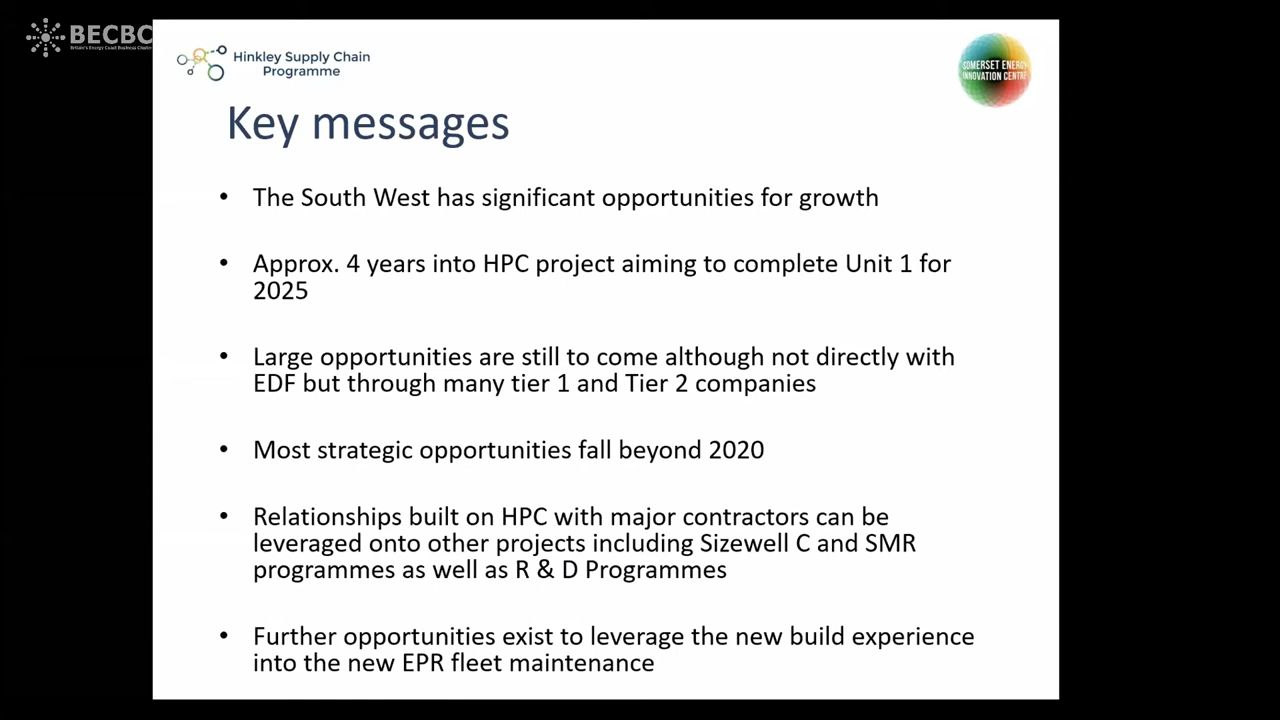 BECBC
Britain's Energy Coast Business Cluster
Hinkley Supply Chain
Programme
SOMERSET ENERGY
INNOVATION CENTRE
Key messages
• The South West has significant opportunities for growth
• Approx. 4 years into HPC project aiming to complete Unit 1 for
2025
• Large opportunities are still to come although not directly with
EDF but through many tier 1 and Tier 2 companies
• Most strategic opportunities fall beyond 2020
• Relationships built on HPC with major contractors can be
leveraged onto other projects including Sizewell C and SMR
programmes as well as R & D Programmes
• Further opportunities exist to leverage the new build experience
into the new EPR fleet maintenance